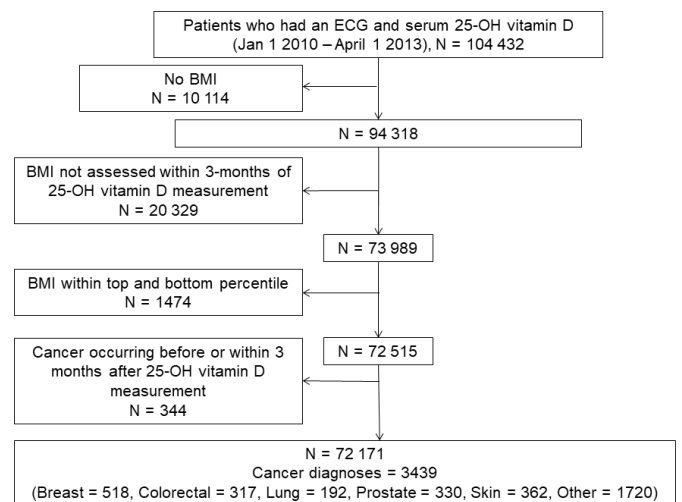 Patients who had an ECG and serum 25-OH vitamin D
(Jan 1 2010 – April 1 2013), N = 104 432
No BMI
N = 10 114
N = 94 318
BMI not assessed within 3-months of
25-OH vitamin D measurement
N = 20 329
N = 73 989
BMI within top and bottom percentile
N = 1474
N = 72 515
Cancer occurring before or within 3
months after 25-OH vitamin D
measurement
N = 344
N = 72 171
Cancer diagnoses = 3439
(Breast = 518, Colorectal = 317, Lung = 192, Prostate = 330, Skin = 362, Other = 1720)